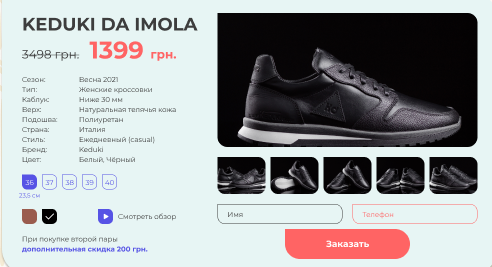 KEDUKI DA IMOLA
3498 грн. 1399 грн.
Сезон: Весна 2021
Тип: Женские кроссовки
Каблук: Ниже 30 мм
Верх: Натуральная телячья кожа
Подошва: Полиуретан
Страна: Италия
Стиль: Ежедневный (casual)
Бренд: Keduki
Цвет: Белый, Чёрный
36 37 38 39 40
23,5 см
Смотреть обзор
При покупке второй пары
дополнительная скидка 200 грн.
Имя
Телефон
Заказать